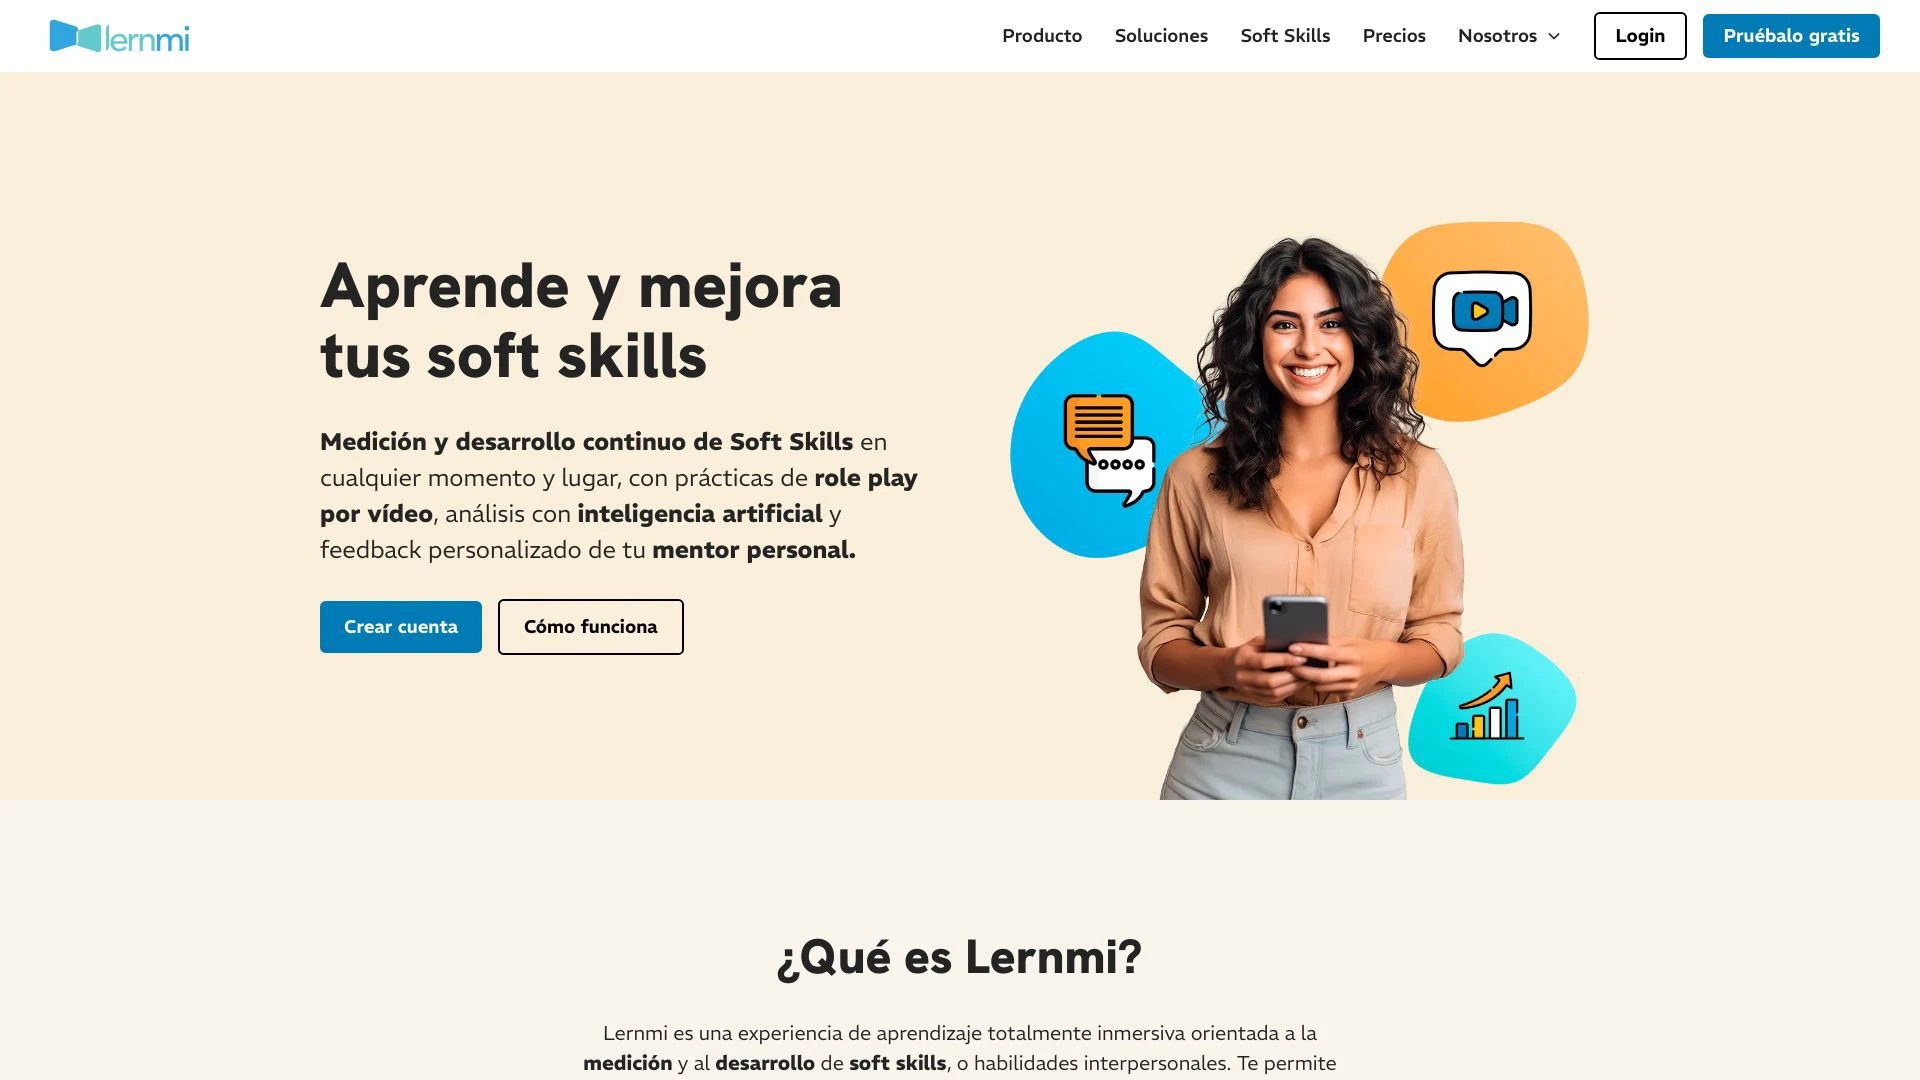 lernmi
Producto
Soluciones
Soft Skills
Precios
Nosotros
Login
Pruébalo gratis
Aprende y mejora
tus soft skills
Medición y desarrollo continuo de Soft Skills en
cualquier momento y lugar, con prácticas de role play
por vídeo, análisis con inteligencia artificial y
feedback personalizado de tu mentor personal.
Crear cuenta
Cómo funciona
¿Qué es Lernmi?
Lernmi es una experiencia de aprendizaje totalmente inmersiva orientada a la
medición y al desarrollo de soft skills, o habilidades interpersonales. Te permite